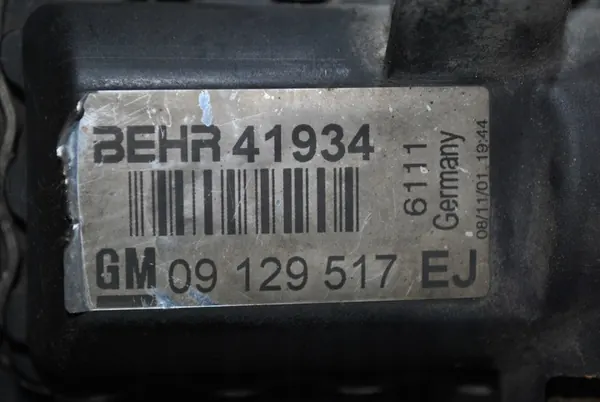 BEHR 41934
GM 09 129 517 EJ
6111
Germany
08/11/01 19:44